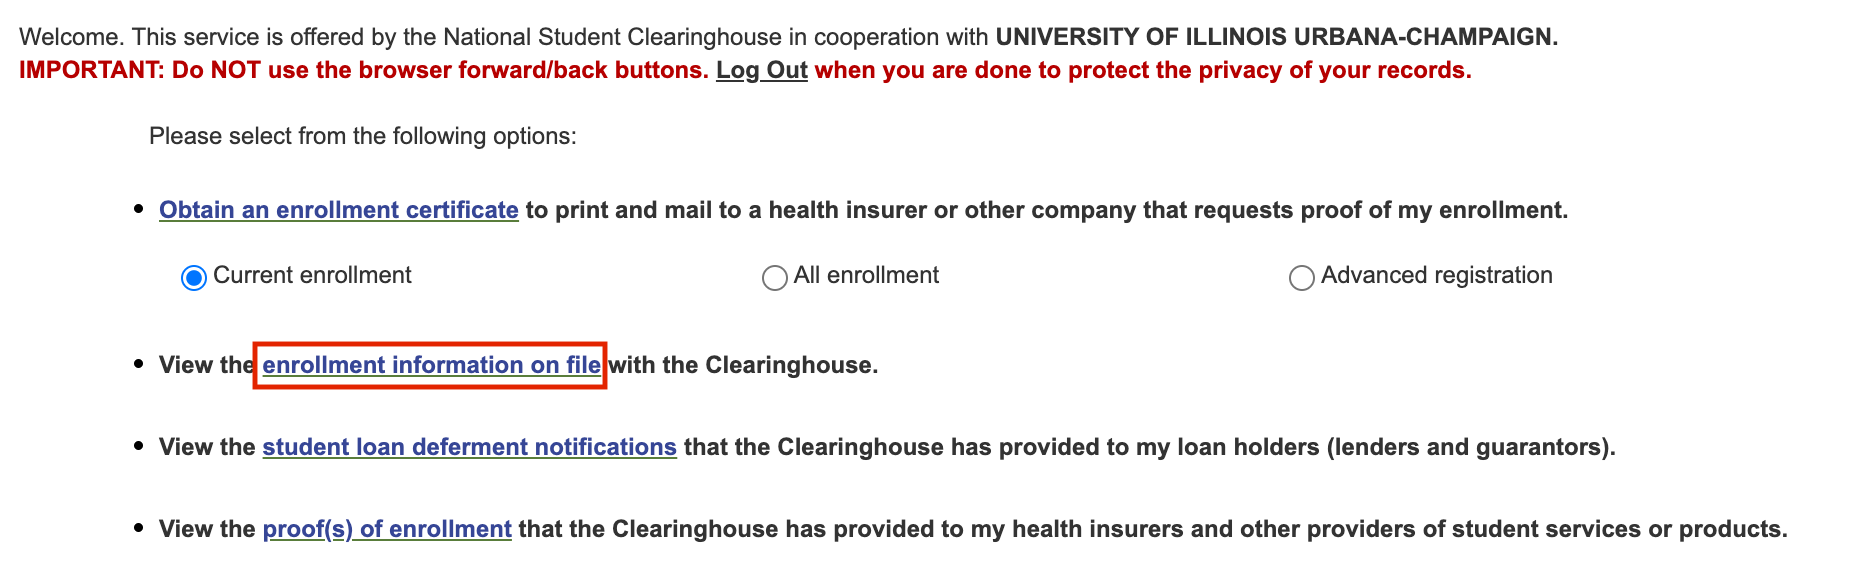 Welcome. This service is offered by the National Student Clearinghouse in cooperation with UNIVERSITY OF ILLINOIS URBANA-CHAMPAIGN.
IMPORTANT: Do NOT use the browser forward/back buttons. Log Out when you are done to protect the privacy of your records.
Please select from the following options:
• Obtain an enrollment certificate to print and mail to a health insurer or other company that requests proof of my enrollment.
Current enrollment All enrollment Advanced registration
• View the enrollment information on file with the Clearinghouse.
• View the student loan deferment notifications that the Clearinghouse has provided to my loan holders (lenders and guarantors).
• View the proof(s) of enrollment that the Clearinghouse has provided to my health insurers and other providers of student services or products.